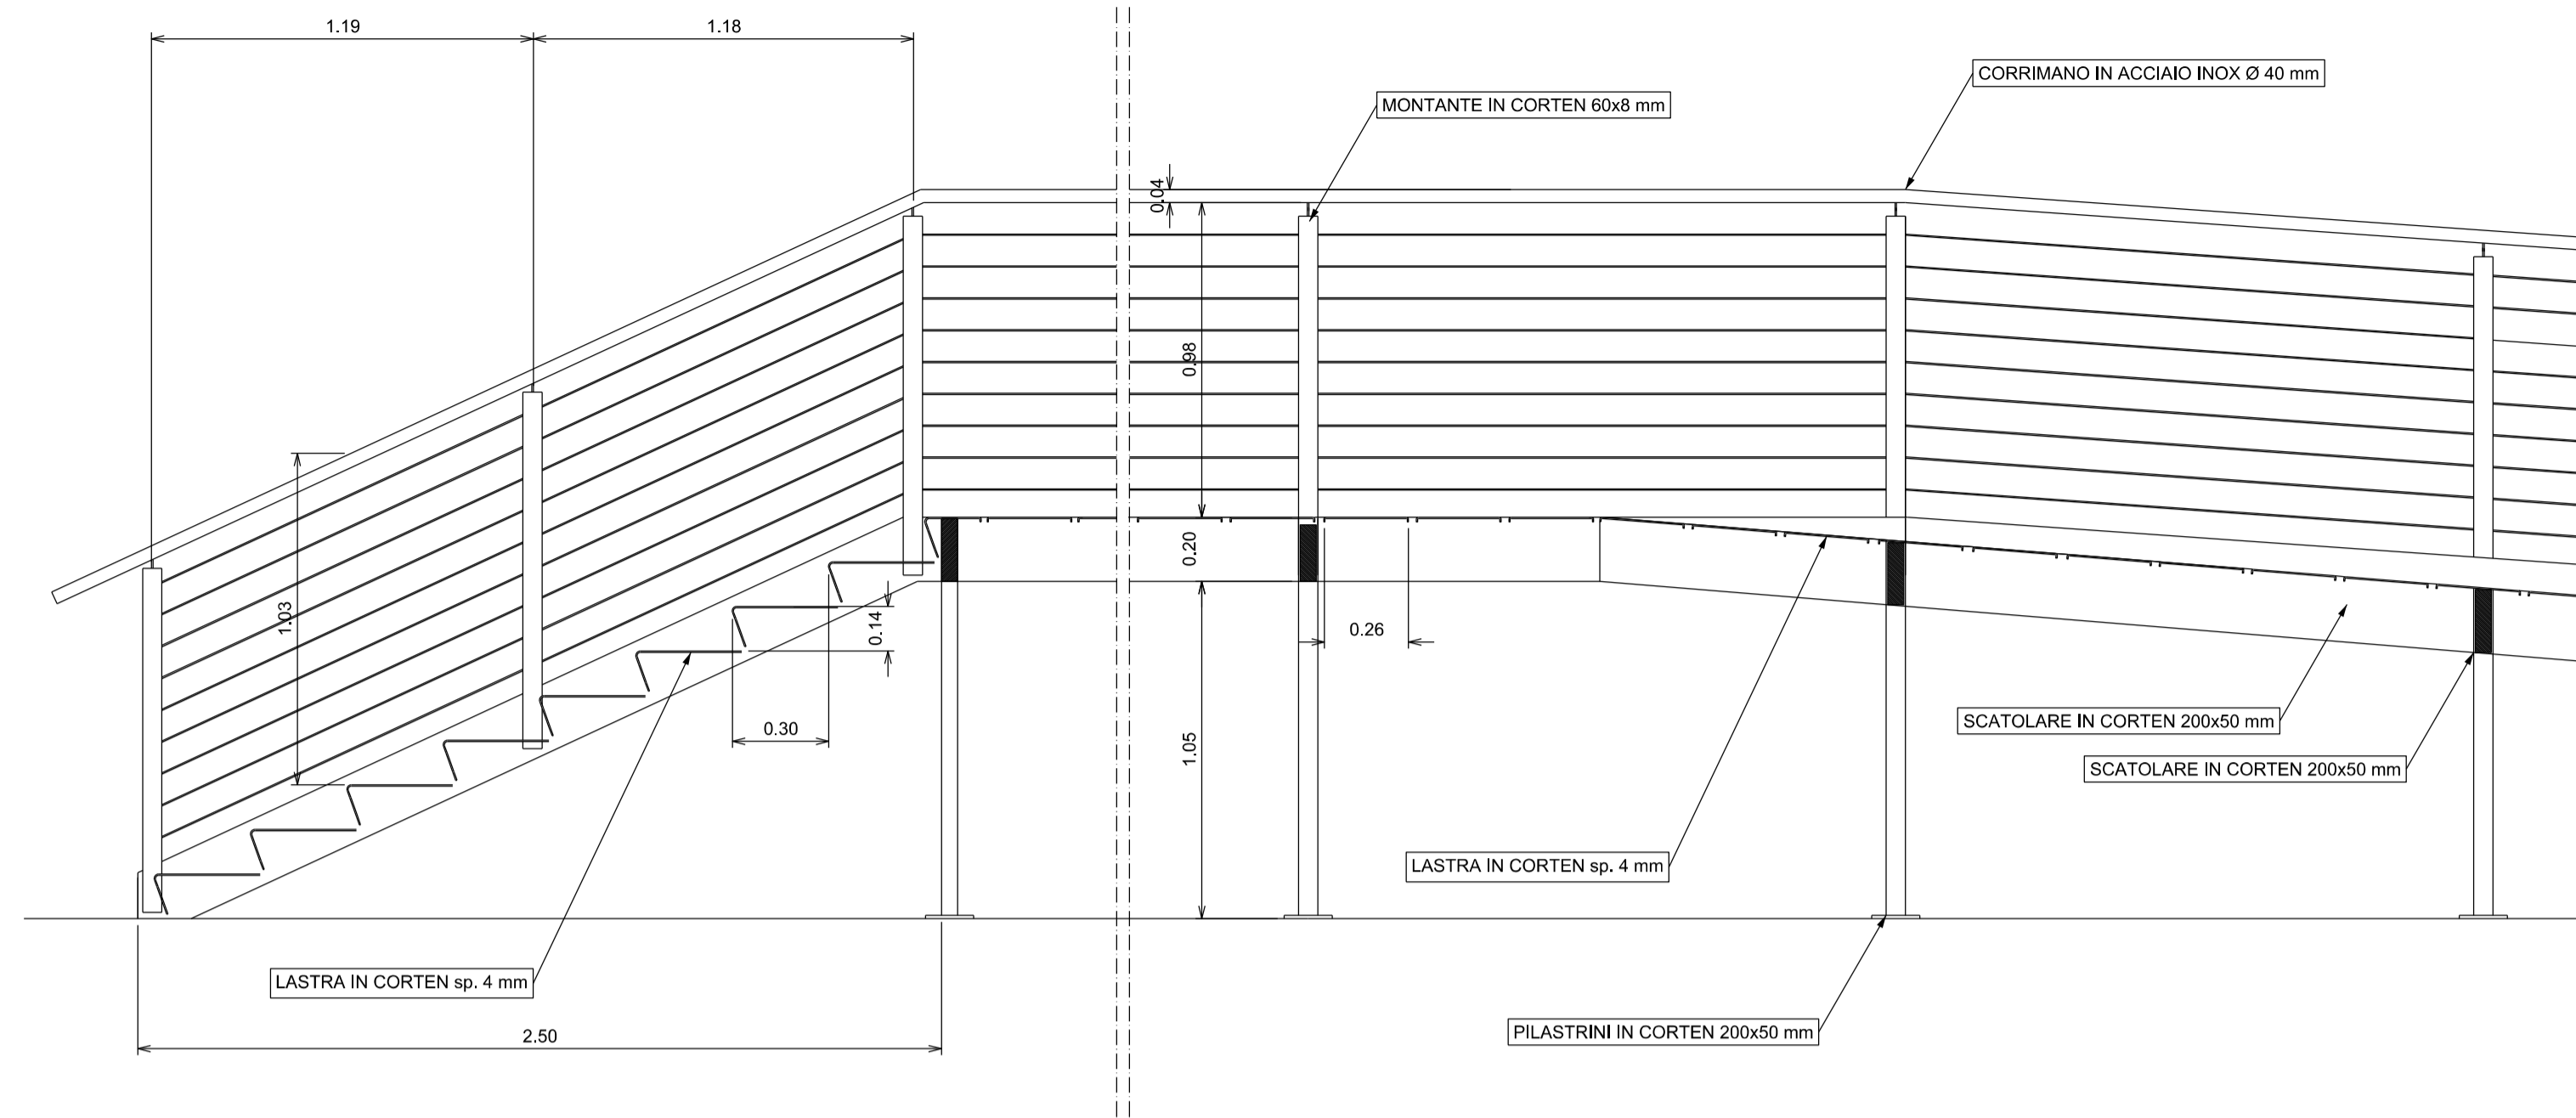 1.19
1.18
CORRIMANO IN ACCIAIO INOX Ø 40 mm
MONTANTE IN CORTEN 60x8 mm
0.04
0.98
0.20
1.03
0.14
0.26
0.30
1.05
SCATOLARE IN CORTEN 200x50 mm
SCATOLARE IN CORTEN 200x50 mm
LASTRA IN CORTEN sp. 4 mm
LASTRA IN CORTEN sp. 4 mm
2.50
PILASTRINI IN CORTEN 200x50 mm